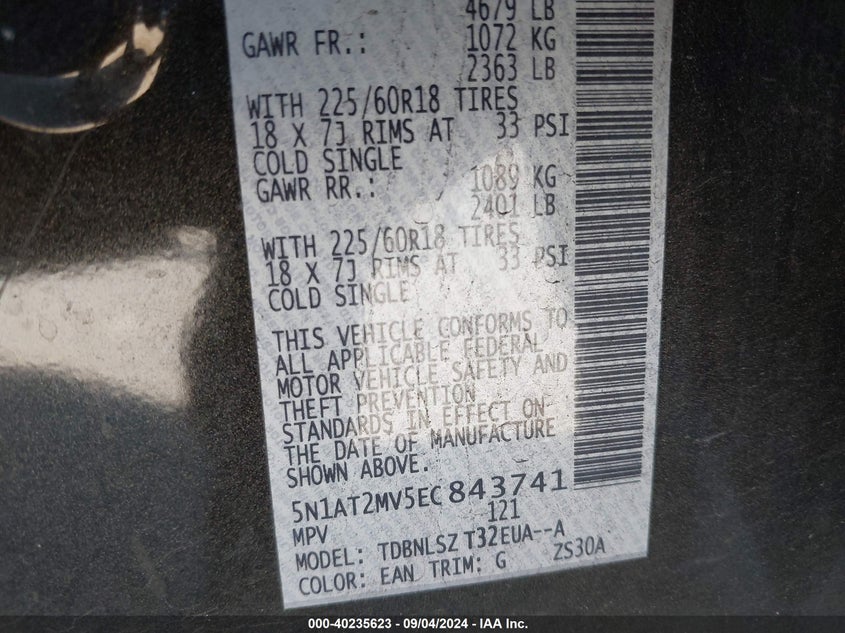 4679 LB
GAWR FR.: 1072 KG
2363 LB
WITH 225/60R18 TIRES
18 X 7J RIMS AT 33 PSI
COLD SINGLE
GAWR RR.: 1089 KG
2401 LB
WITH 225/60R18 TIRES
18 X 7J RIMS AT 33 PSI
COLD SINGLE
THIS VEHICLE CONFORMS TO
ALL APPLICABLE FEDERAL
MOTOR VEHICLE SAFETY AND
THEFT PREVENTION
STANDARDS IN EFFECT ON
THE DATE OF MANUFACTURE
SHOWN ABOVE.
5N1AT2MV5EC843741
MPV 121
MODEL: TDBNLSZ T32EUA--A
COLOR: EAN TRIM: G ZS30A
000-40235623 - 09/04/2024 - IAA Inc.